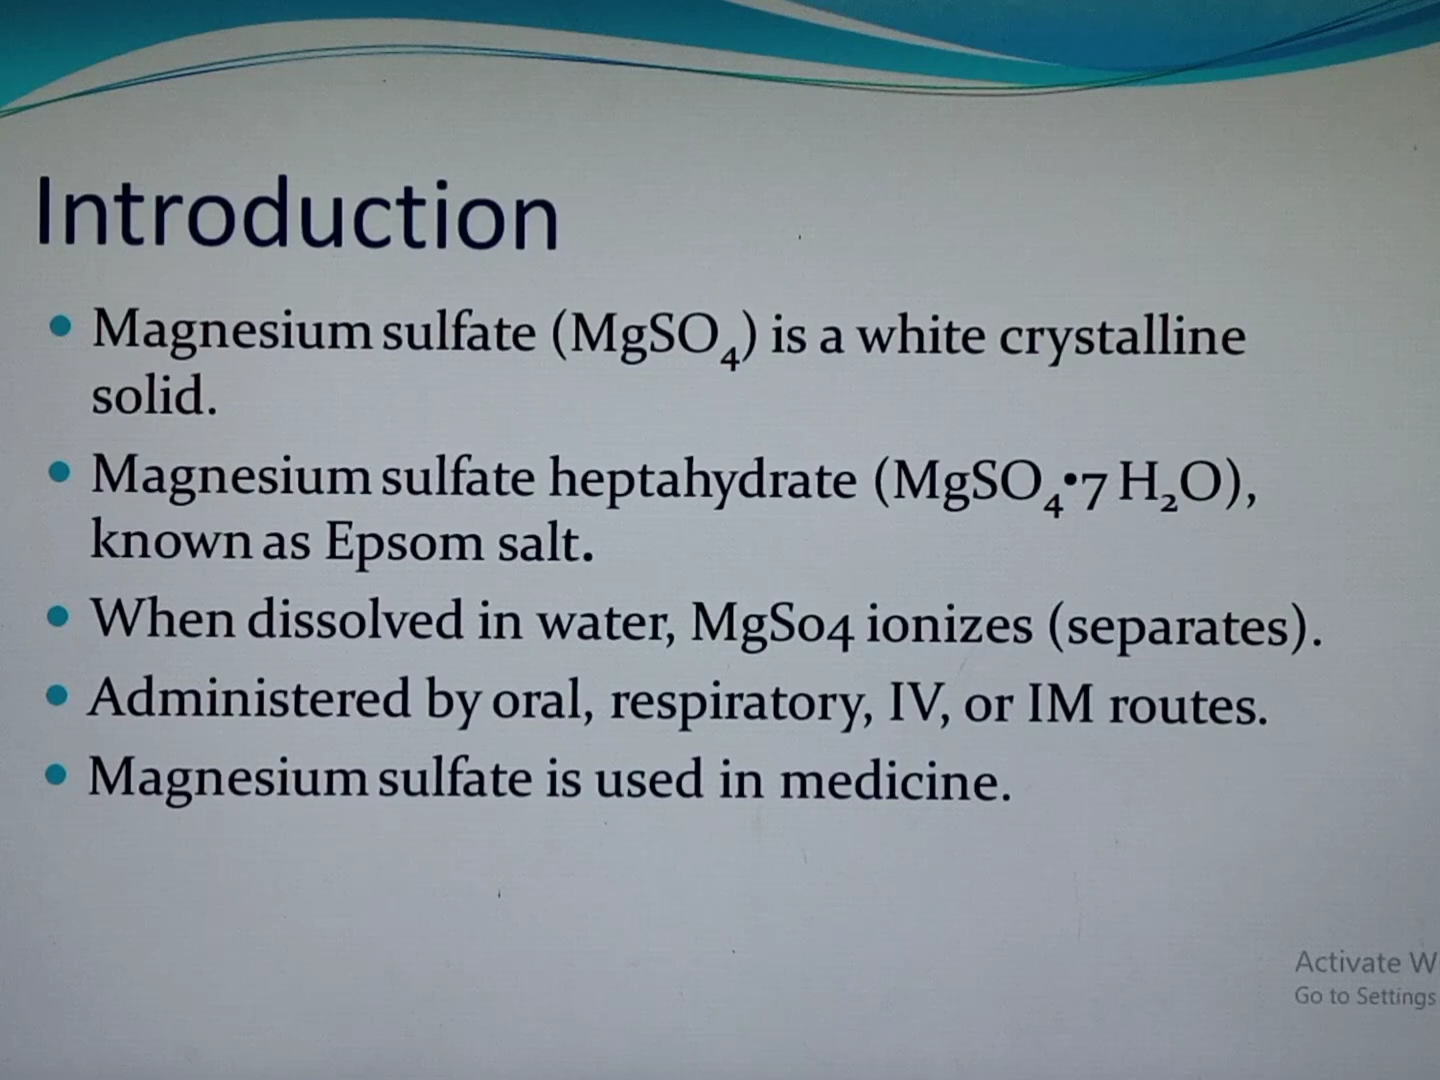 Introduction
• Magnesium sulfate (MgSO₄) is a white crystalline
solid.
• Magnesium sulfate heptahydrate (MgSO₄•7 H₂O),
known as Epsom salt.
• When dissolved in water, MgSo4 ionizes (separates).
• Administered by oral, respiratory, IV, or IM routes.
• Magnesium sulfate is used in medicine.
Activate W
Go to Settings